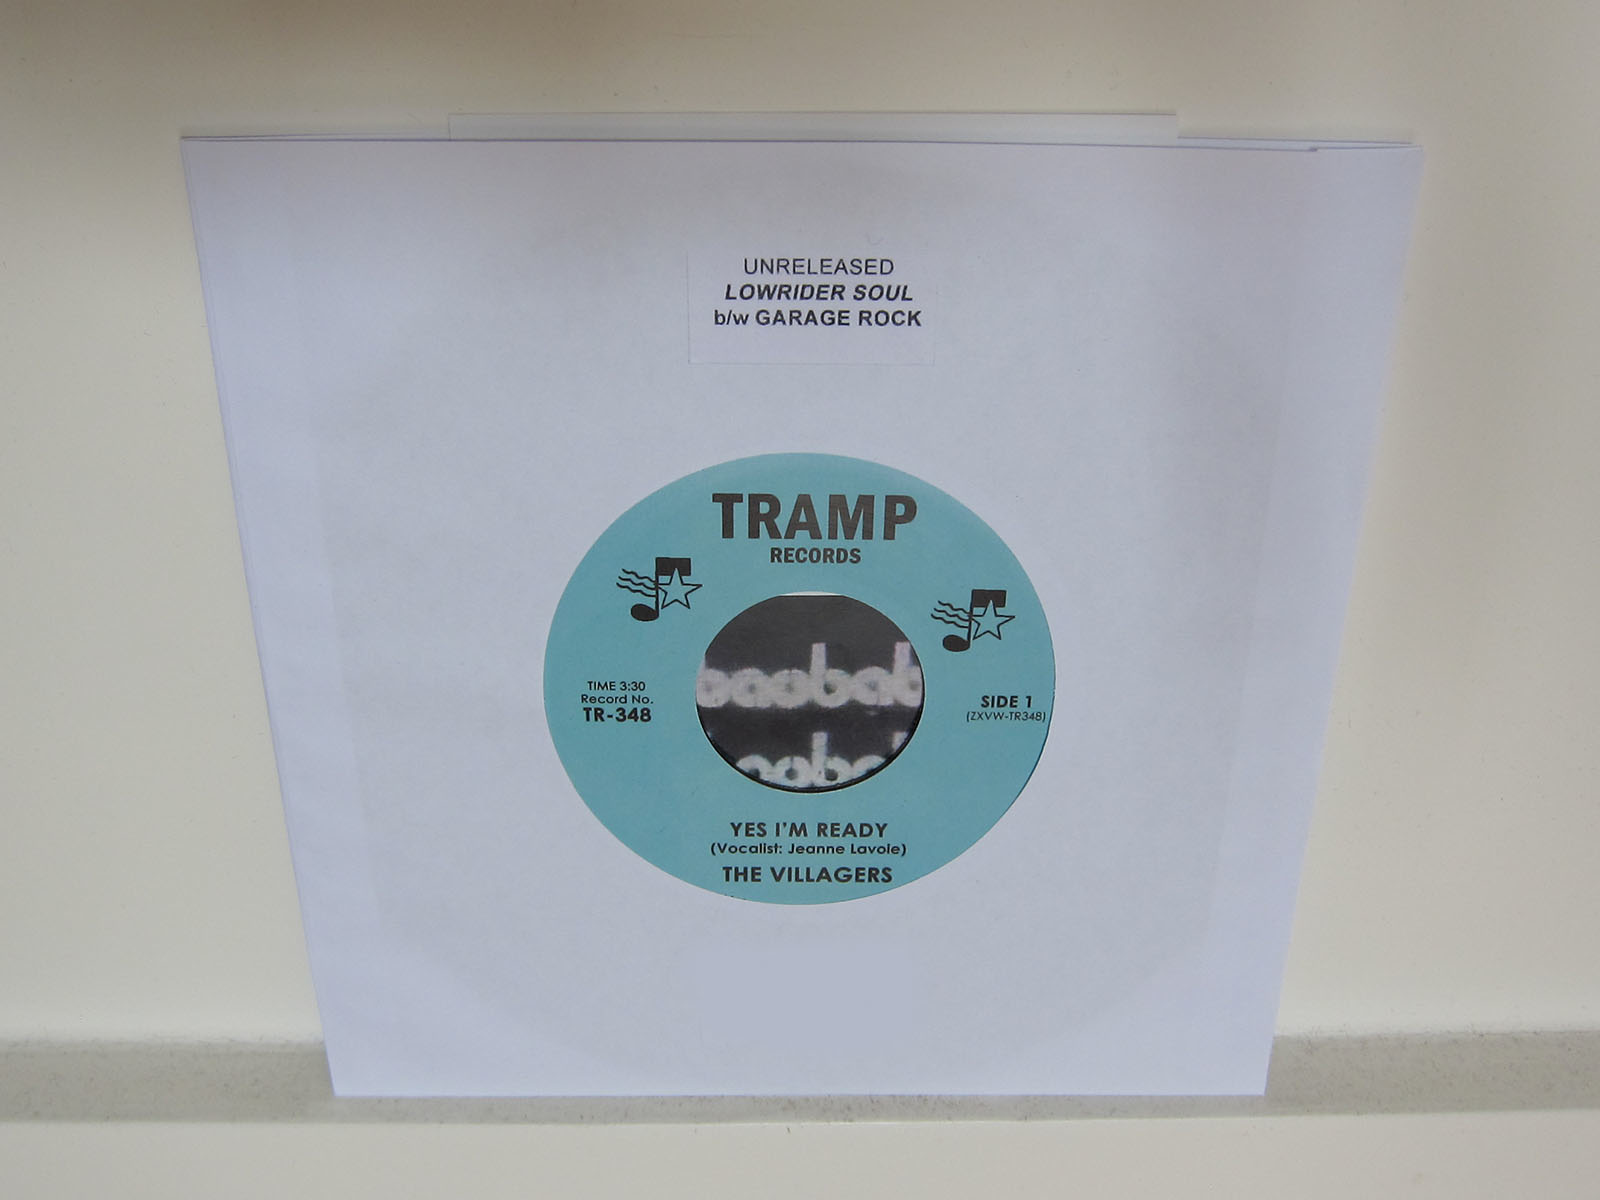 UNRELEASED
LOWRIDER SOUL
b/w GARAGE ROCK
TRAMP
RECORDS
TIME 3:30
Record No.
TR-348
SIDE 1
(ZXVW-TR348)
YES I'M READY
(Vocalist: Jeanne Lavoie)
THE VILLAGERS